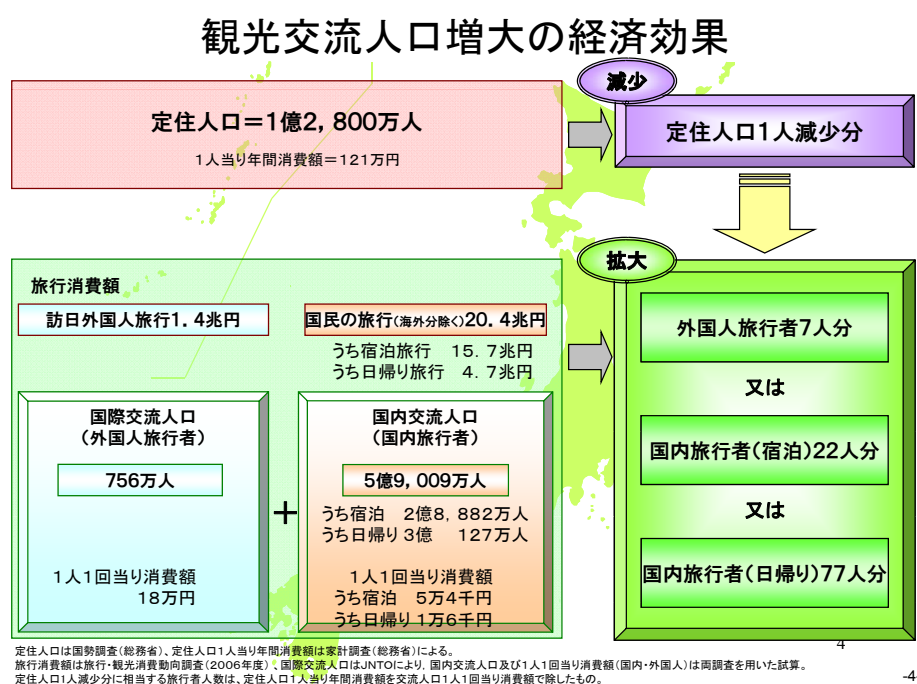 観光交流人口増大の経済効果
定住人口＝1億2，800万人
1人当り年間消費額＝121万円
減少
定住人口1人減少分
旅行消費額
訪日外国人旅行1．4兆円
国民の旅行(海外分除く)20．4兆円
うち宿泊旅行　15．7兆円
うち日帰り旅行　4．7兆円
国際交流人口
（外国人旅行者）
756万人
1人1回当り消費額
18万円
＋
国内交流人口
（国内旅行者）
5億9，009万人
うち宿泊　2億8，882万人
うち日帰り 3億　127万人
1人1回当り消費額
うち宿泊　5万4千円
うち日帰り 1万6千円
拡大
外国人旅行者7人分
又は
国内旅行者（宿泊）22人分
又は
国内旅行者（日帰り）77人分
4
定住人口は国勢調査（総務省）、定住人口1人当り年間消費額は家計調査（総務省）による。
旅行消費額は旅行・観光消費動向調査（2006年度）、国際交流人口はJNTOにより，国内交流人口及び1人1回当り消費額（国内・外国人）は両調査を用いた試算。
定住人口1人減少分に相当する旅行者人数は、定住人口1人当り年間消費額を交流人口1人1回当り消費額で除したもの。
-4